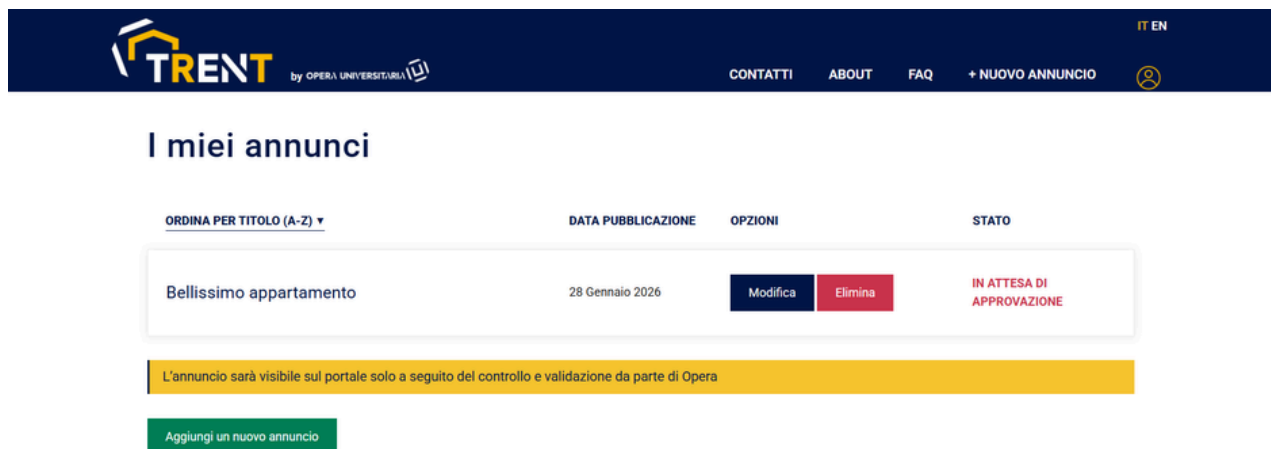 IT EN
TRENT by OPERA UNIVERSITARIA
CONTATTI ABOUT FAQ + NUOVO ANNUNCIO
I miei annunci
ORDINA PER TITOLO (A-Z) ▾ DATA PUBBLICAZIONE OPZIONI STATO
Bellissimo appartamento 28 Gennaio 2026 Modifica Elimina IN ATTESA DI
APPROVAZIONE
L'annuncio sarà visibile sul portale solo a seguito del controllo e validazione da parte di Opera
Aggiungi un nuovo annuncio